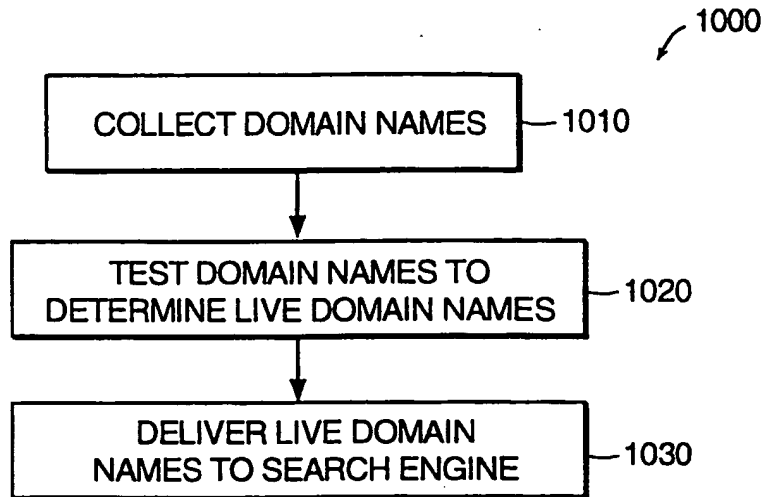 1000
COLLECT DOMAIN NAMES
1010
TEST DOMAIN NAMES TO
DETERMINE LIVE DOMAIN NAMES
1020
DELIVER LIVE DOMAIN
NAMES TO SEARCH ENGINE
1030